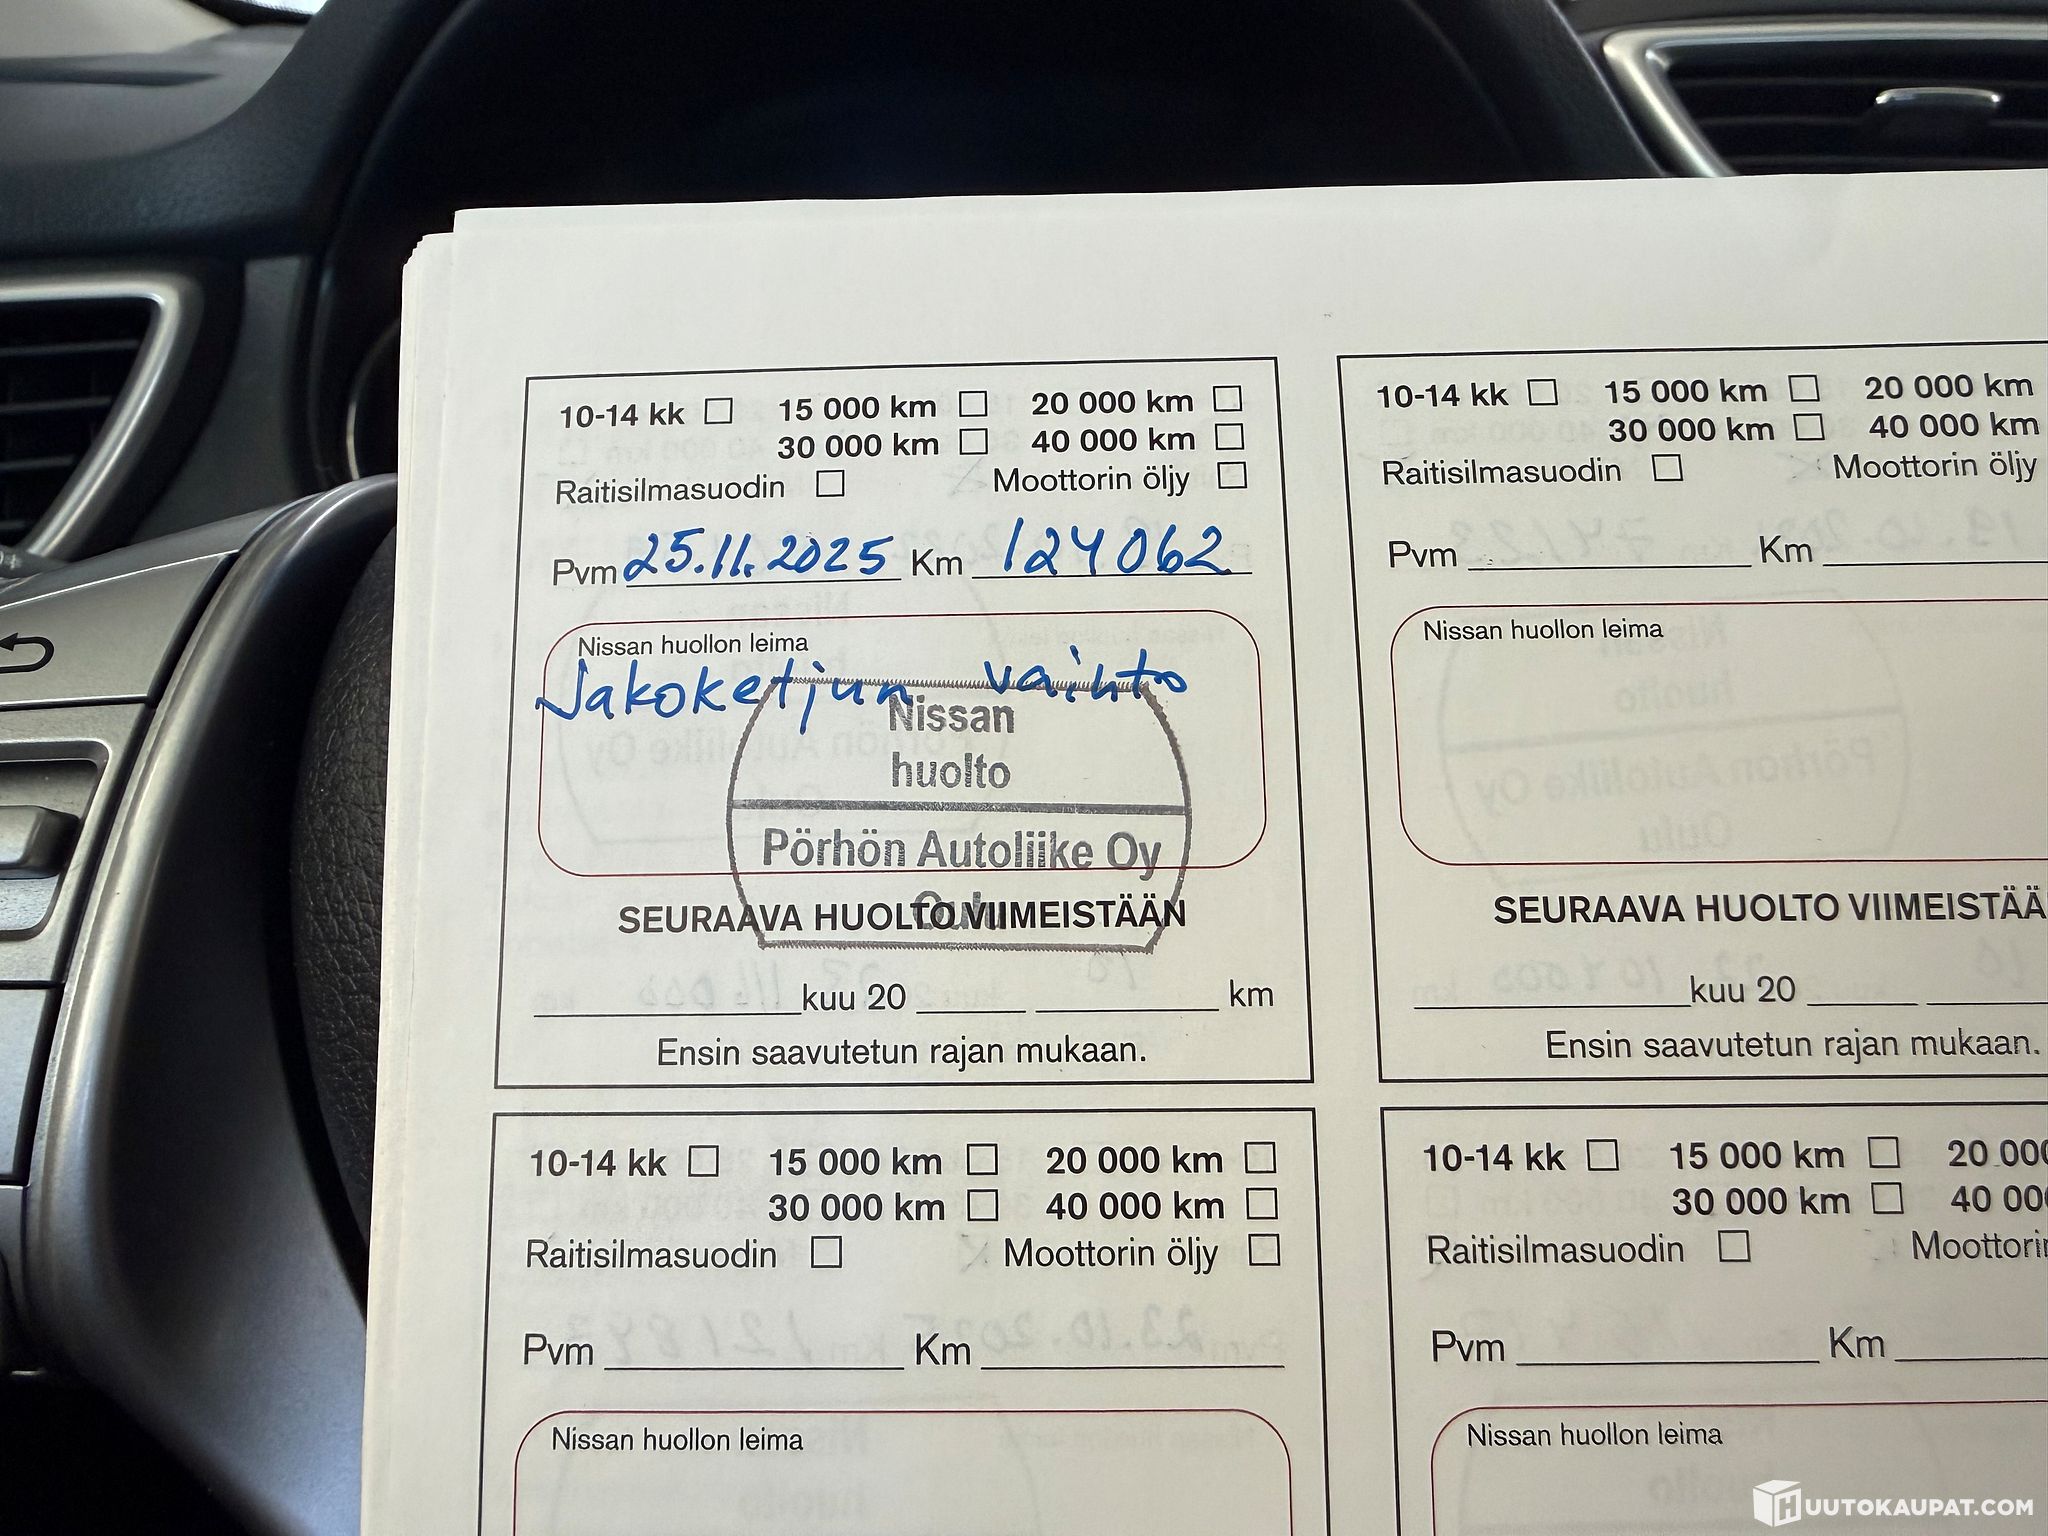 10-14 kk 15 000 km 20 000 km
30 000 km 40 000 km
Raitisilmasuodin Moottorin öljy
Pvm 25.11.2025 Km 124062
Nissan huollon leima
Jakoketjun vaihto
Nissan
huolto
Pörhön Autoliike Oy
Oulu
SEURAAVA HUOLTO VIIMEISTÄÄN
kuu 20 km
Ensin saavutetun rajan mukaan.
10-14 kk 15 000 km 20 000 km
30 000 km 40 000 km
Raitisilmasuodin Moottorin öljy
Pvm Km
Nissan huollon leima
SEURAAVA HUOLTO VIIMEISTÄÄ
kuu 20
Ensin saavutetun rajan mukaan.
10-14 kk 15 000 km 20 000 km
30 000 km 40 000 km
Raitisilmasuodin Moottorin öljy
Pvm Km
Nissan huollon leima
10-14 kk 15 000 km 20 000
30 000 km 40 000
Raitisilmasuodin Moottorin
Pvm Km
Nissan huollon leima
HUUTOKAUPAT.COM